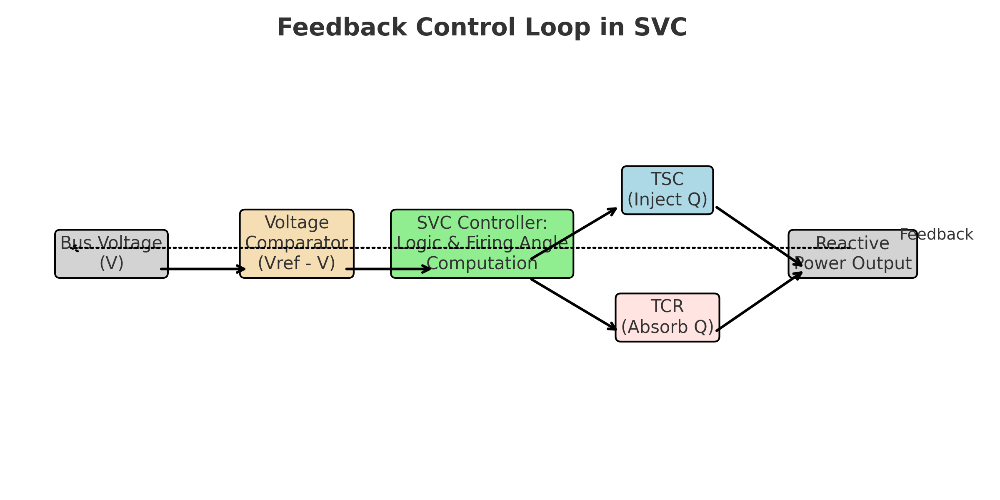 Feedback Control Loop in SVC
Bus Voltage
(V)
Voltage
Comparator
(Vref - V)
SVC Controller:
Logic & Firing Angle
Computation
TSC
(Inject Q)
TCR
(Absorb Q)
Reactive
Power Output
Feedback